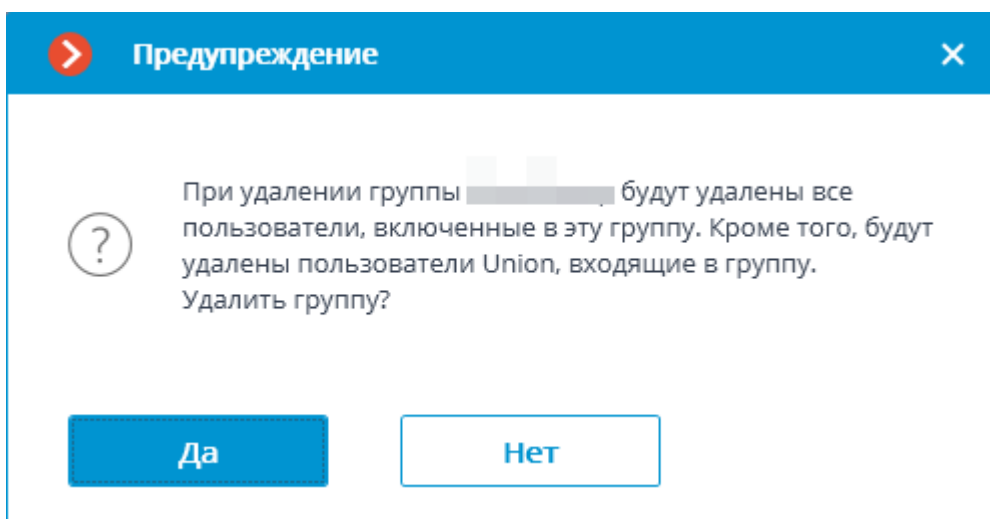 Предупреждение
При удалении группы будут удалены все
пользователи, включенные в эту группу. Кроме того, будут
удалены пользователи Union, входящие в группу.
Удалить группу?
Да
Нет